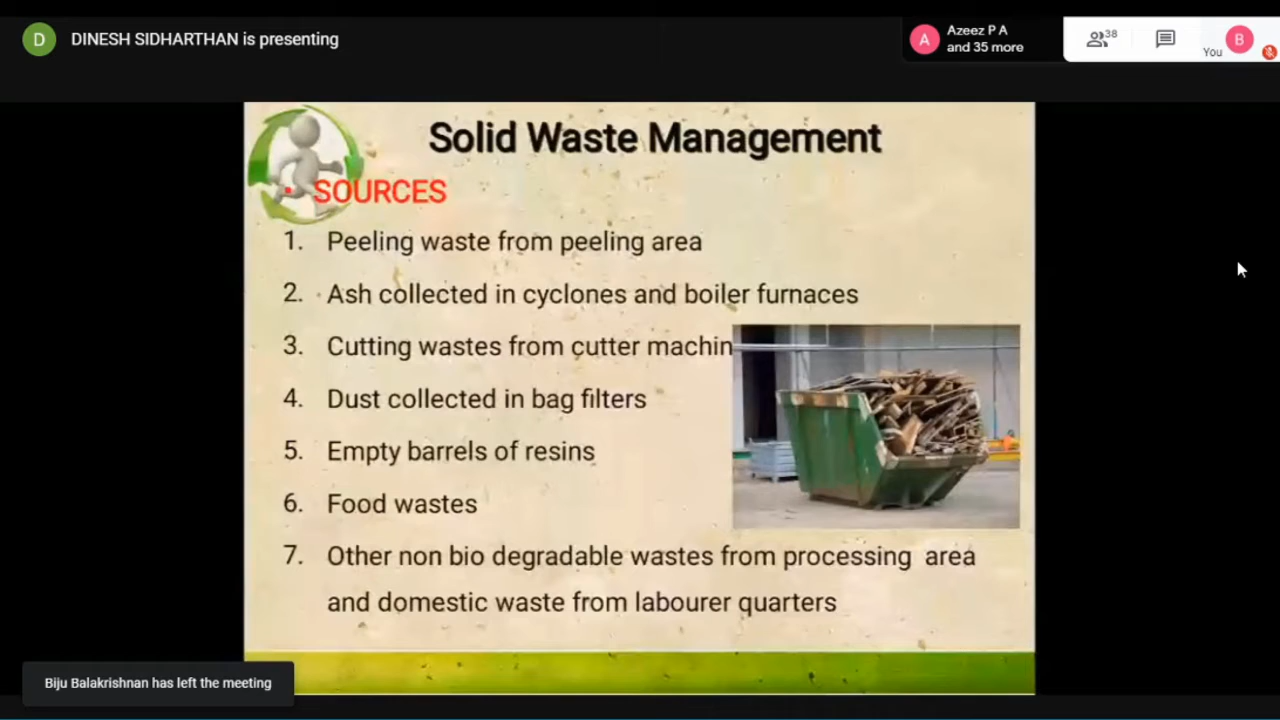 D
DINESH SIDHARTHAN is presenting
A
Azeez P A
and 35 more
38
You
B
Solid Waste Management
• SOURCES
1. Peeling waste from peeling area
2. Ash collected in cyclones and boiler furnaces
3. Cutting wastes from cutter machin
4. Dust collected in bag filters
5. Empty barrels of resins
6. Food wastes
7. Other non bio degradable wastes from processing area
and domestic waste from labourer quarters
Biju Balakrishnan has left the meeting